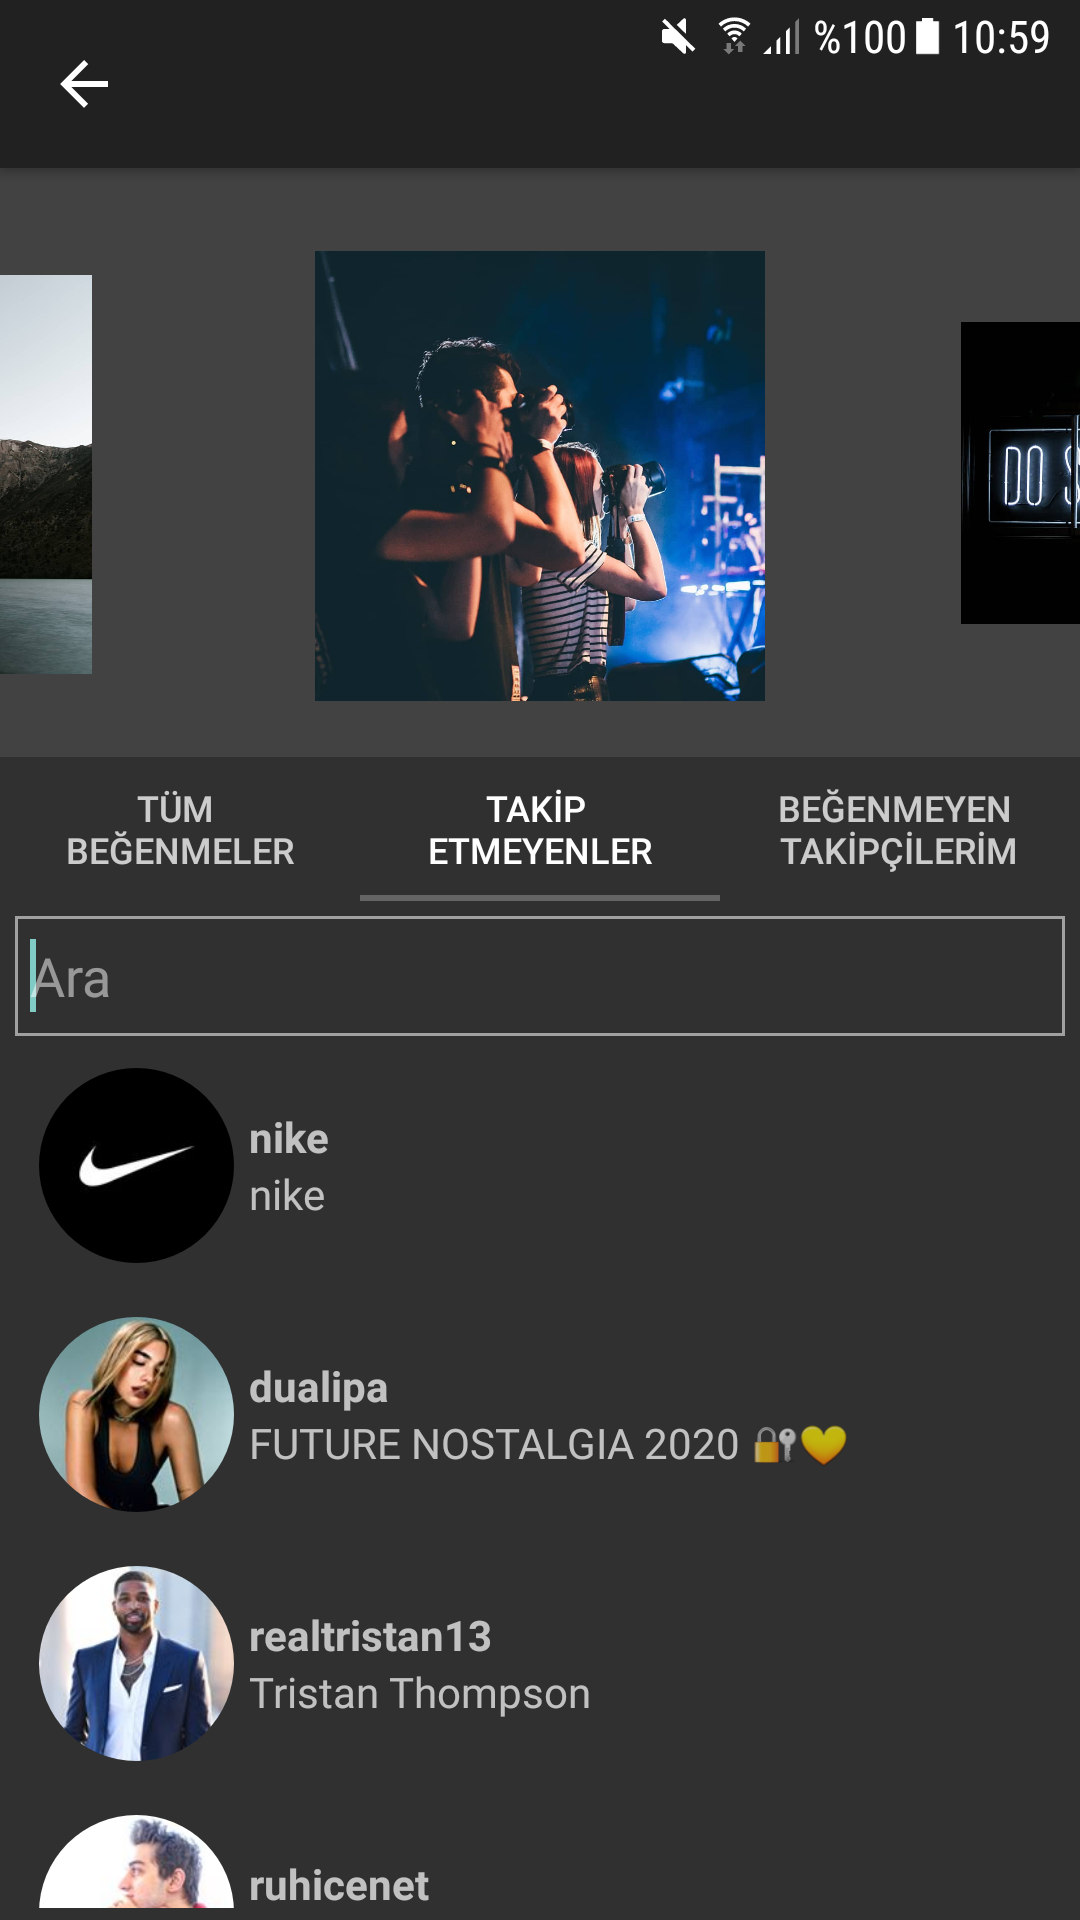 %100 10:59
DO S
TÜM
BEĞENMELER
TAKİP
ETMEYENLER
BEĞENMEYEN
TAKİPÇİLERİM
Ara
nike
nike
dualipa
FUTURE NOSTALGIA 2020 🔐💛
realtristan13
Tristan Thompson
ruhicenet